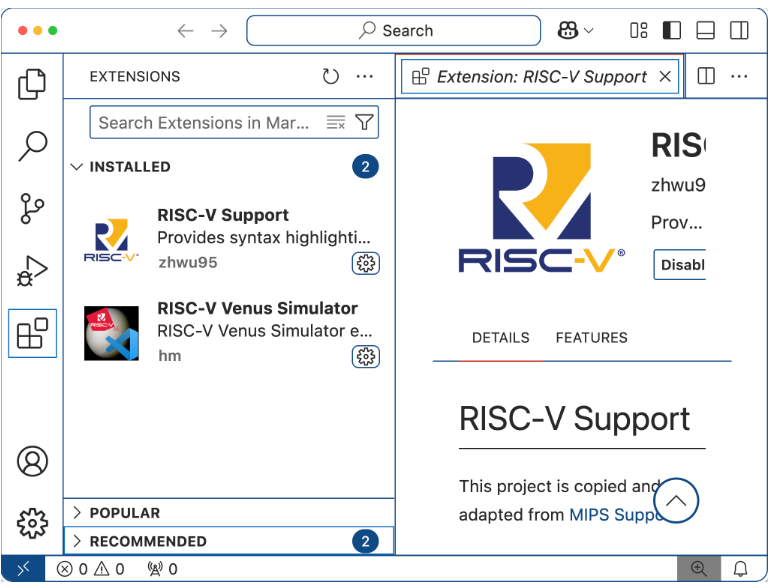 Search
EXTENSIONS
Extension: RISC-V Support
Search Extensions in Mar...
INSTALLED
2
RISC-V Support
Provides syntax highlighti...
zhwu95
RISC-V
RISC-V Venus Simulator
RISC-V Venus Simulator e...
hm
RISC-V
POPULAR
RECOMMENDED
2
RISC-V®
RIS
zhwu9
Prov...
Disabl
DETAILS
FEATURES
RISC-V Support
This project is copied and
adapted from MIPS Suppo
0
0
0